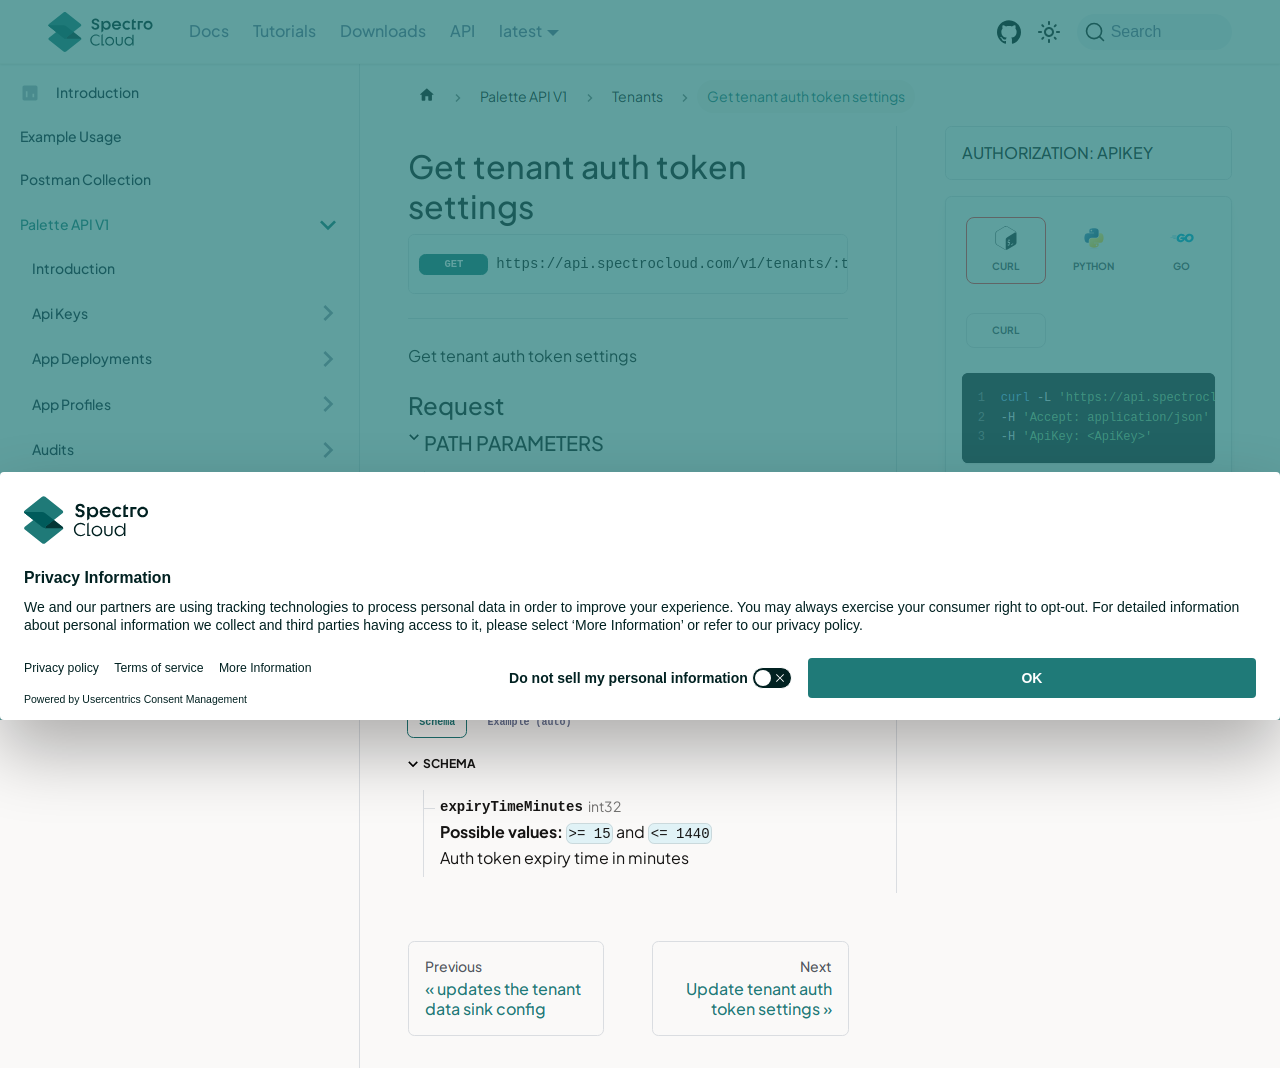 Spectro
Cloud
Docs
Tutorials
Downloads
API
latest
Search
Introduction
Example Usage
Postman Collection
Palette API V1
Introduction
Api Keys
App Deployments
App Profiles
Audits
Palette API V1
Tenants
Get tenant auth token settings
Get tenant auth token
settings
GET https://api.spectrocloud.com/v1/tenants/:t
Get tenant auth token settings
Request
PATH PARAMETERS
AUTHORIZATION: APIKEY
CURL
PYTHON
GO
CURL
1 curl -L 'https://api.spectrocl
2 -H 'Accept: application/json'
3 -H 'ApiKey: <ApiKey>'
Spectro
Cloud
Privacy Information
We and our partners are using tracking technologies to process personal data in order to improve your experience. You may always exercise your consumer right to opt-out. For detailed information
about personal information we collect and third parties having access to it, please select ‘More Information’ or refer to our privacy policy.
Privacy policy
Terms of service
More Information
Do not sell my personal information
OK
Powered by Usercentrics Consent Management
Schema
Example (auto)
SCHEMA
expiryTimeMinutes int32
Possible values: >= 15 and <= 1440
Auth token expiry time in minutes
Previous
« updates the tenant
data sink config
Next
Update tenant auth
token settings »